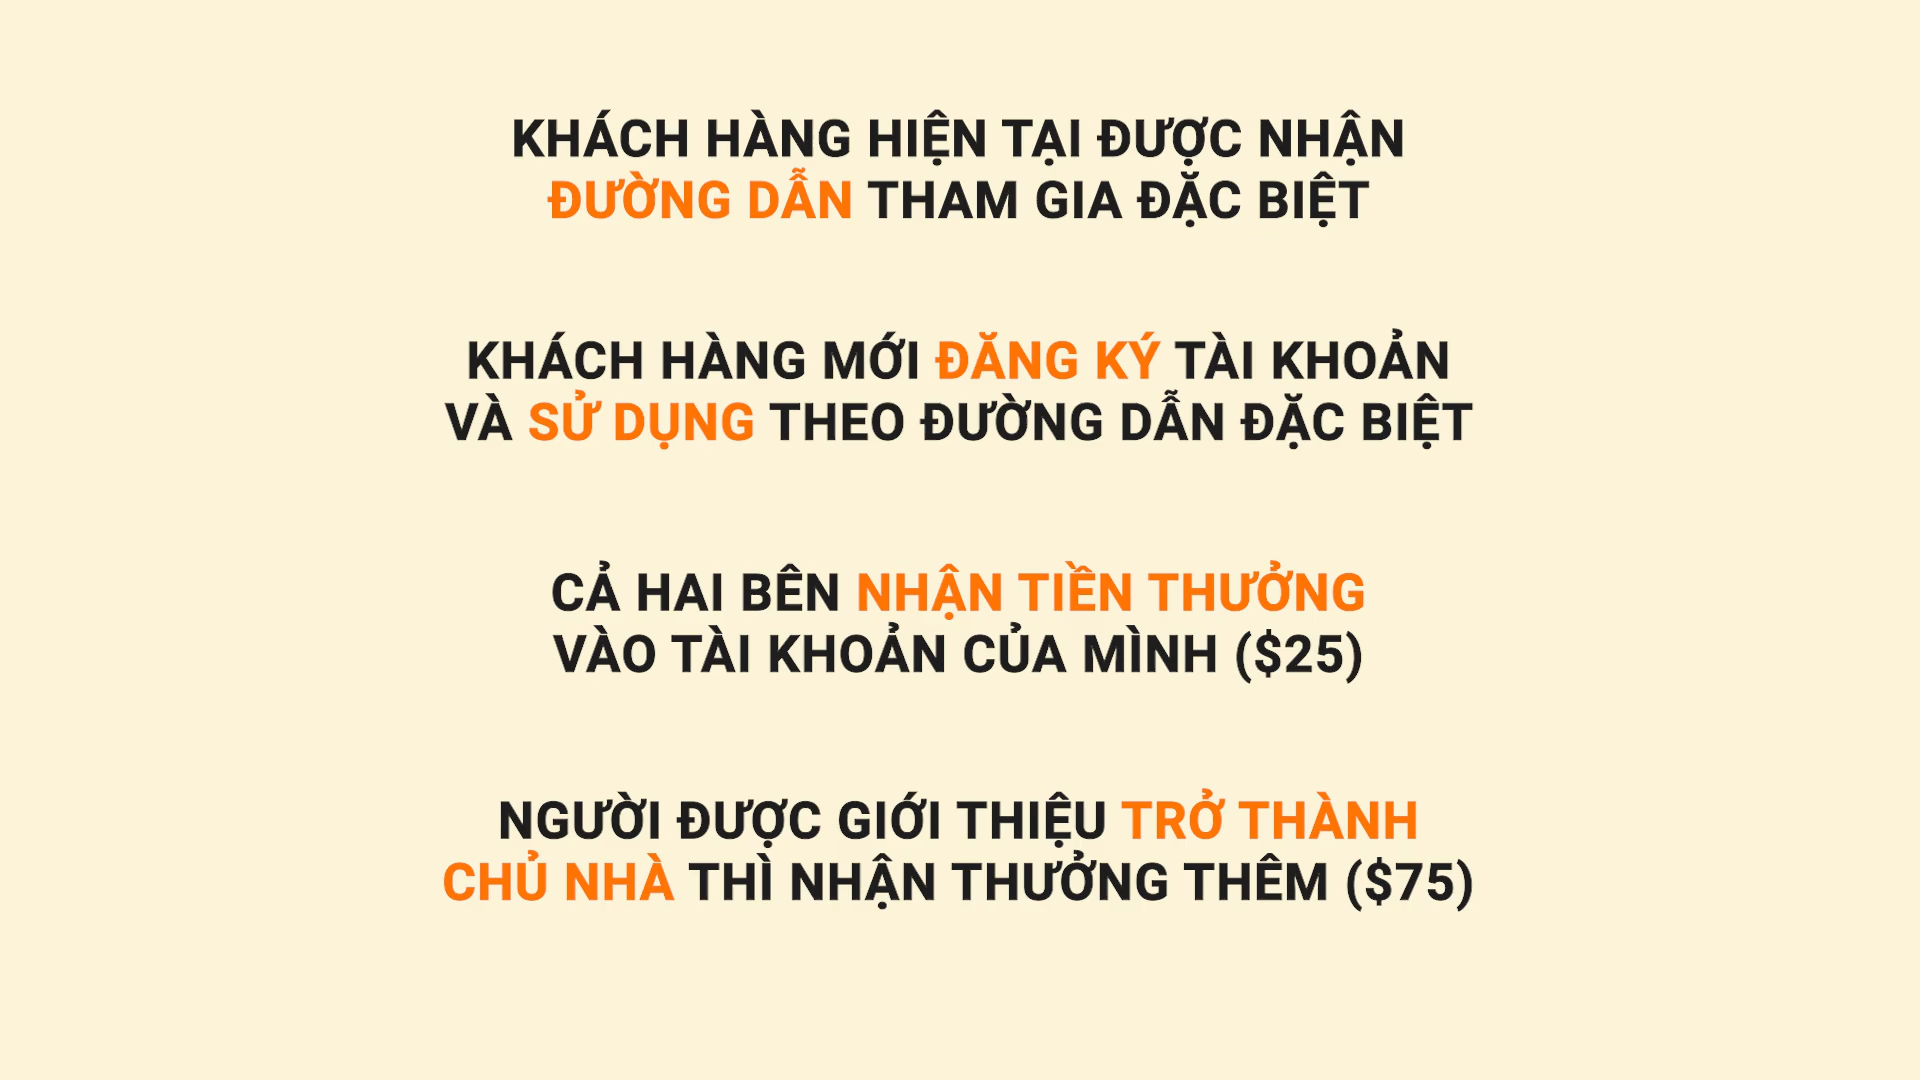 KHÁCH HÀNG HIỆN TẠI ĐƯỢC NHẬN
ĐƯỜNG DẪN THAM GIA ĐẶC BIỆT
KHÁCH HÀNG MỚI ĐĂNG KÝ TÀI KHOẢN
VÀ SỬ DỤNG THEO ĐƯỜNG DẪN ĐẶC BIỆT
CẢ HAI BÊN NHẬN TIỀN THƯỞNG
VÀO TÀI KHOẢN CỦA MÌNH ($25)
NGƯỜI ĐƯỢC GIỚI THIỆU TRỞ THÀNH
CHỦ NHÀ THÌ NHẬN THƯỞNG THÊM ($75)